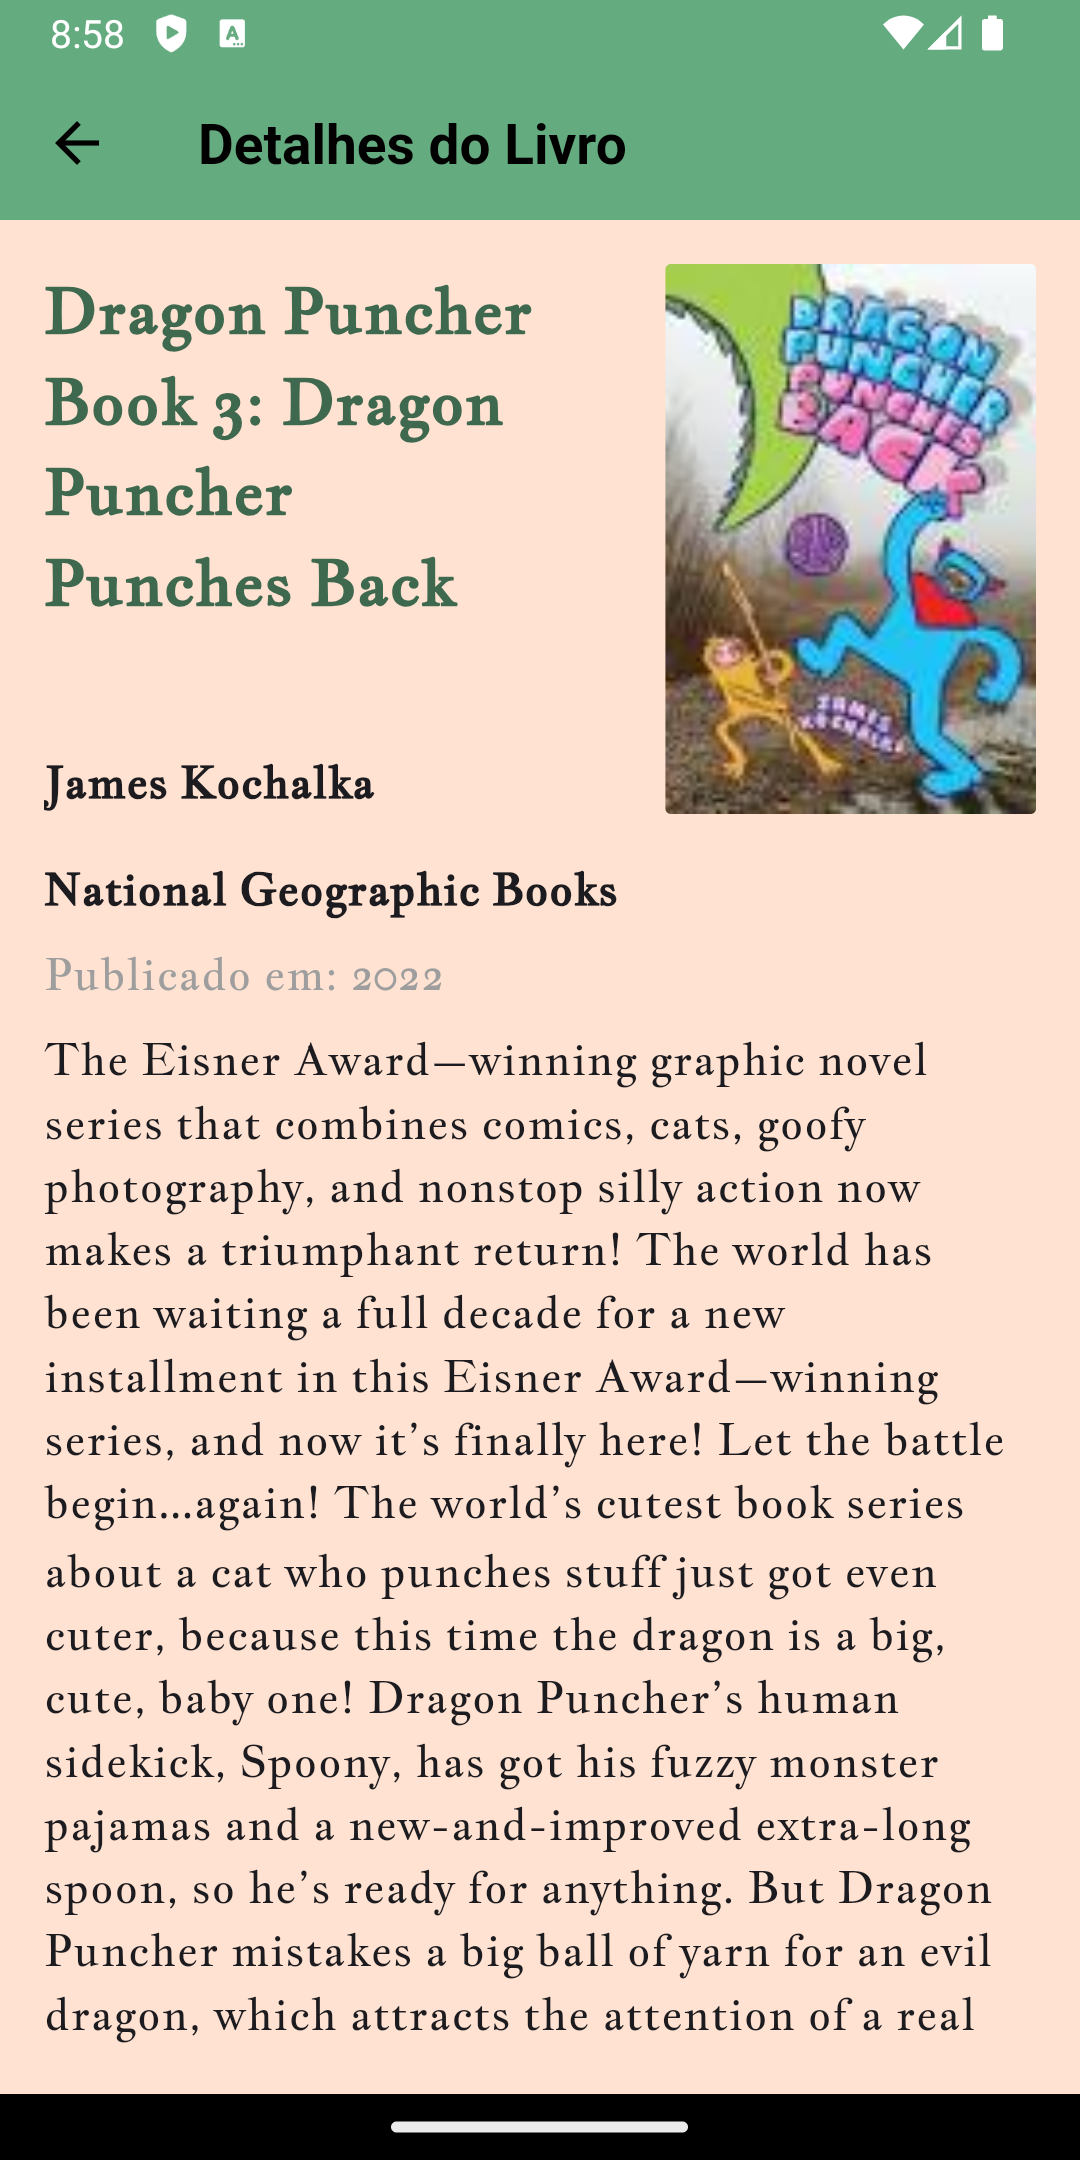 8:58
Detalhes do Livro
Dragon Puncher
Book 3: Dragon
Puncher
Punches Back
DRAGON
PUNCHER
PUNCHES
BACK
JAMES
KOCHALKA
James Kochalka
National Geographic Books
Publicado em: 2022
The Eisner Award—winning graphic novel
series that combines comics, cats, goofy
photography, and nonstop silly action now
makes a triumphant return! The world has
been waiting a full decade for a new
installment in this Eisner Award—winning
series, and now it’s finally here! Let the battle
begin...again! The world’s cutest book series
about a cat who punches stuff just got even
cuter, because this time the dragon is a big,
cute, baby one! Dragon Puncher’s human
sidekick, Spoony, has got his fuzzy monster
pajamas and a new-and-improved extra-long
spoon, so he’s ready for anything. But Dragon
Puncher mistakes a big ball of yarn for an evil
dragon, which attracts the attention of a real